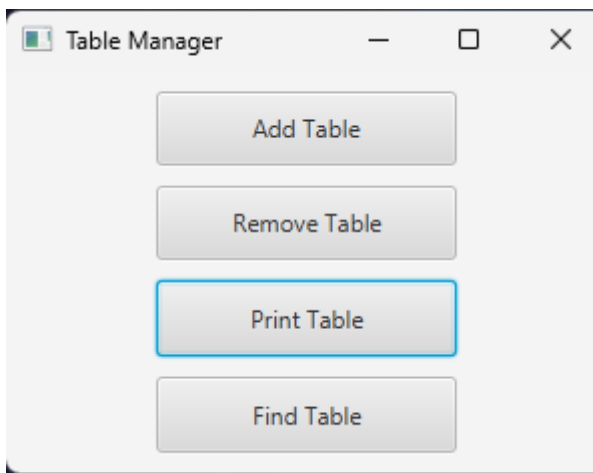 Table Manager
Add Table
Remove Table
Print Table
Find Table